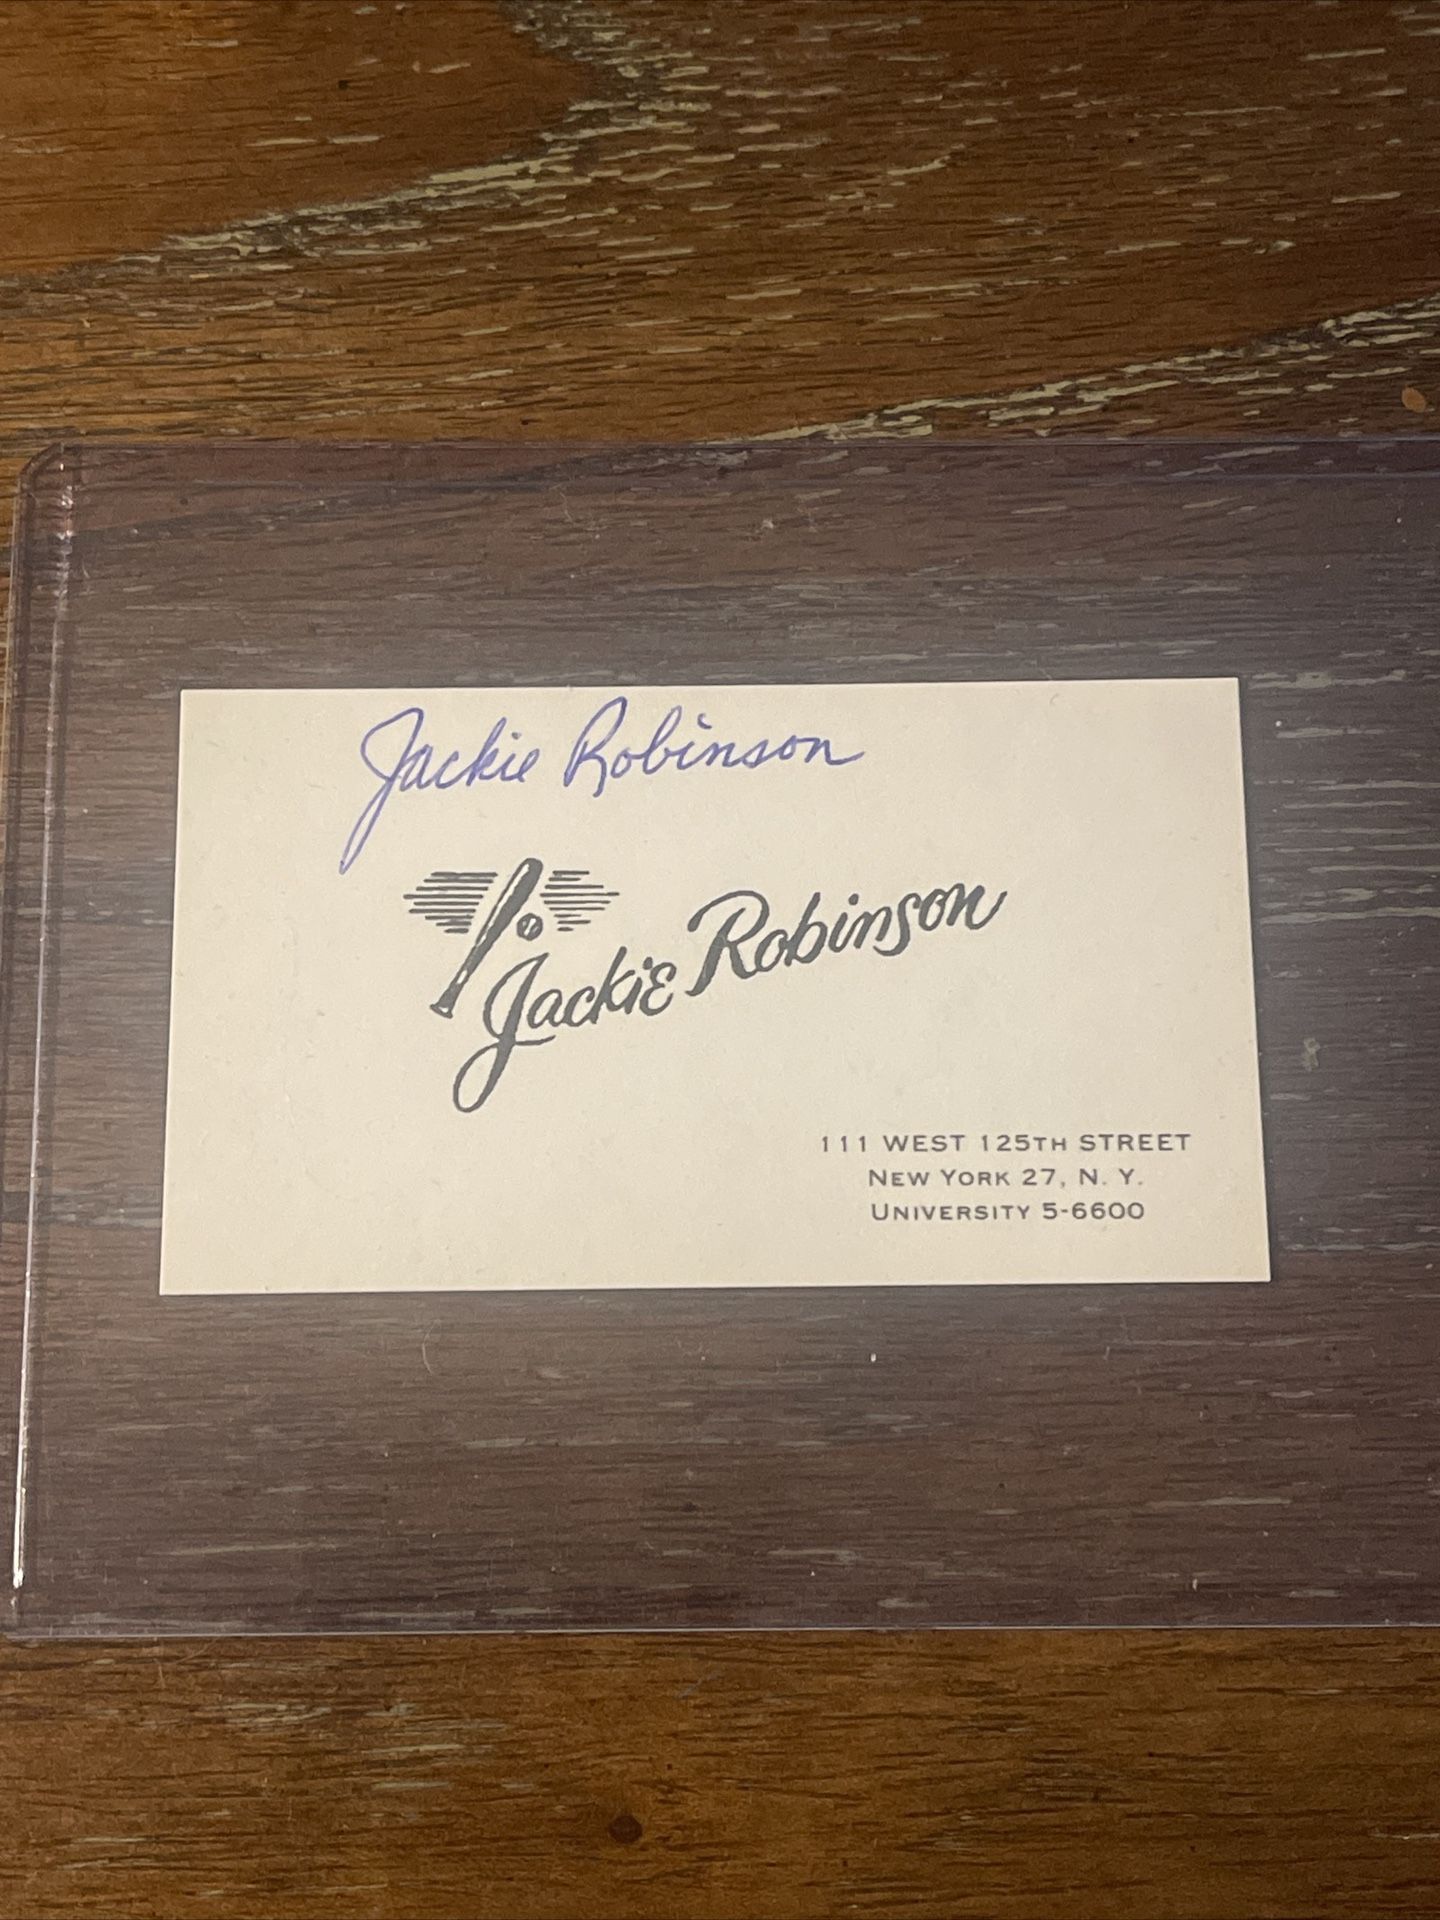 Jackie Robinson
Jackie Robinson
111 WEST 125TH STREET
NEW YORK 27, N. Y.
UNIVERSITY 5-6600